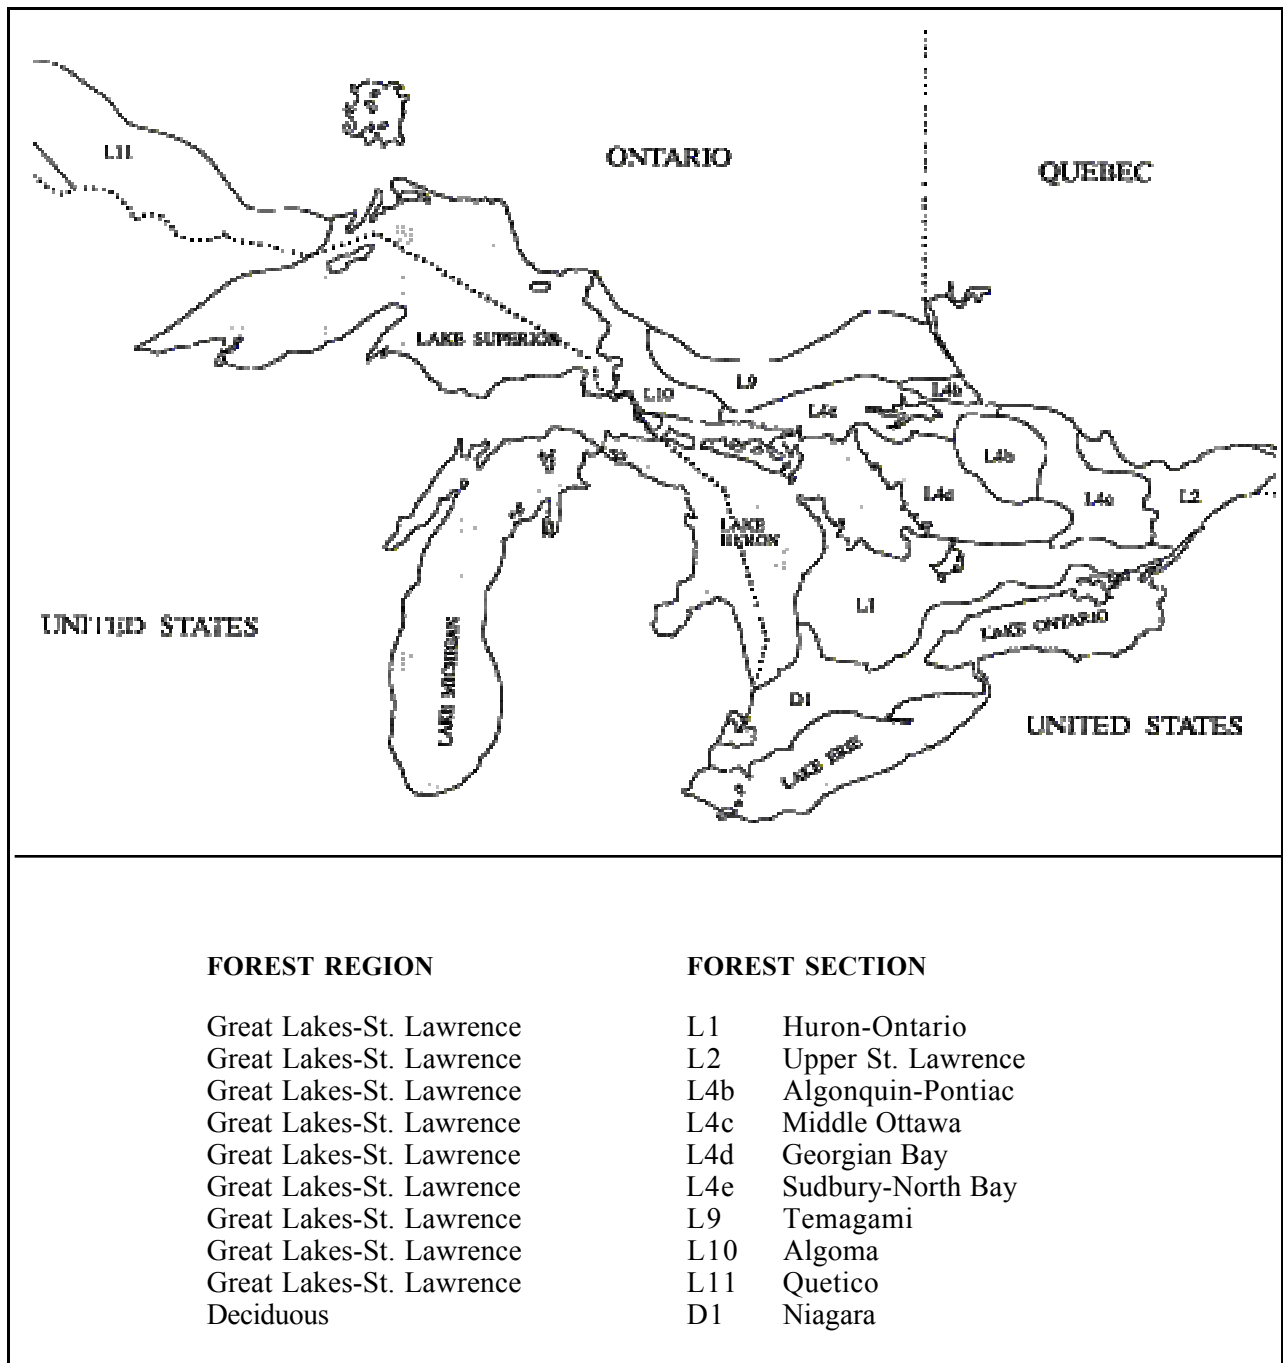 ONTARIO
QUEBEC
L11
LAKE SUPERIOR
L9
L10
L4b
L4e
L4b
L4d
L4c
L2
LAKE
HERON
L1
UNITED STATES
LAKE MICHIGAN
LAKE ONTARIO
D1
UNITED STATES
LAKE ERIE
FOREST REGION FOREST SECTION
Great Lakes-St. Lawrence L1 Huron-Ontario
Great Lakes-St. Lawrence L2 Upper St. Lawrence
Great Lakes-St. Lawrence L4b Algonquin-Pontiac
Great Lakes-St. Lawrence L4c Middle Ottawa
Great Lakes-St. Lawrence L4d Georgian Bay
Great Lakes-St. Lawrence L4e Sudbury-North Bay
Great Lakes-St. Lawrence L9 Temagami
Great Lakes-St. Lawrence L10 Algoma
Great Lakes-St. Lawrence L11 Quetico
Deciduous D1 Niagara